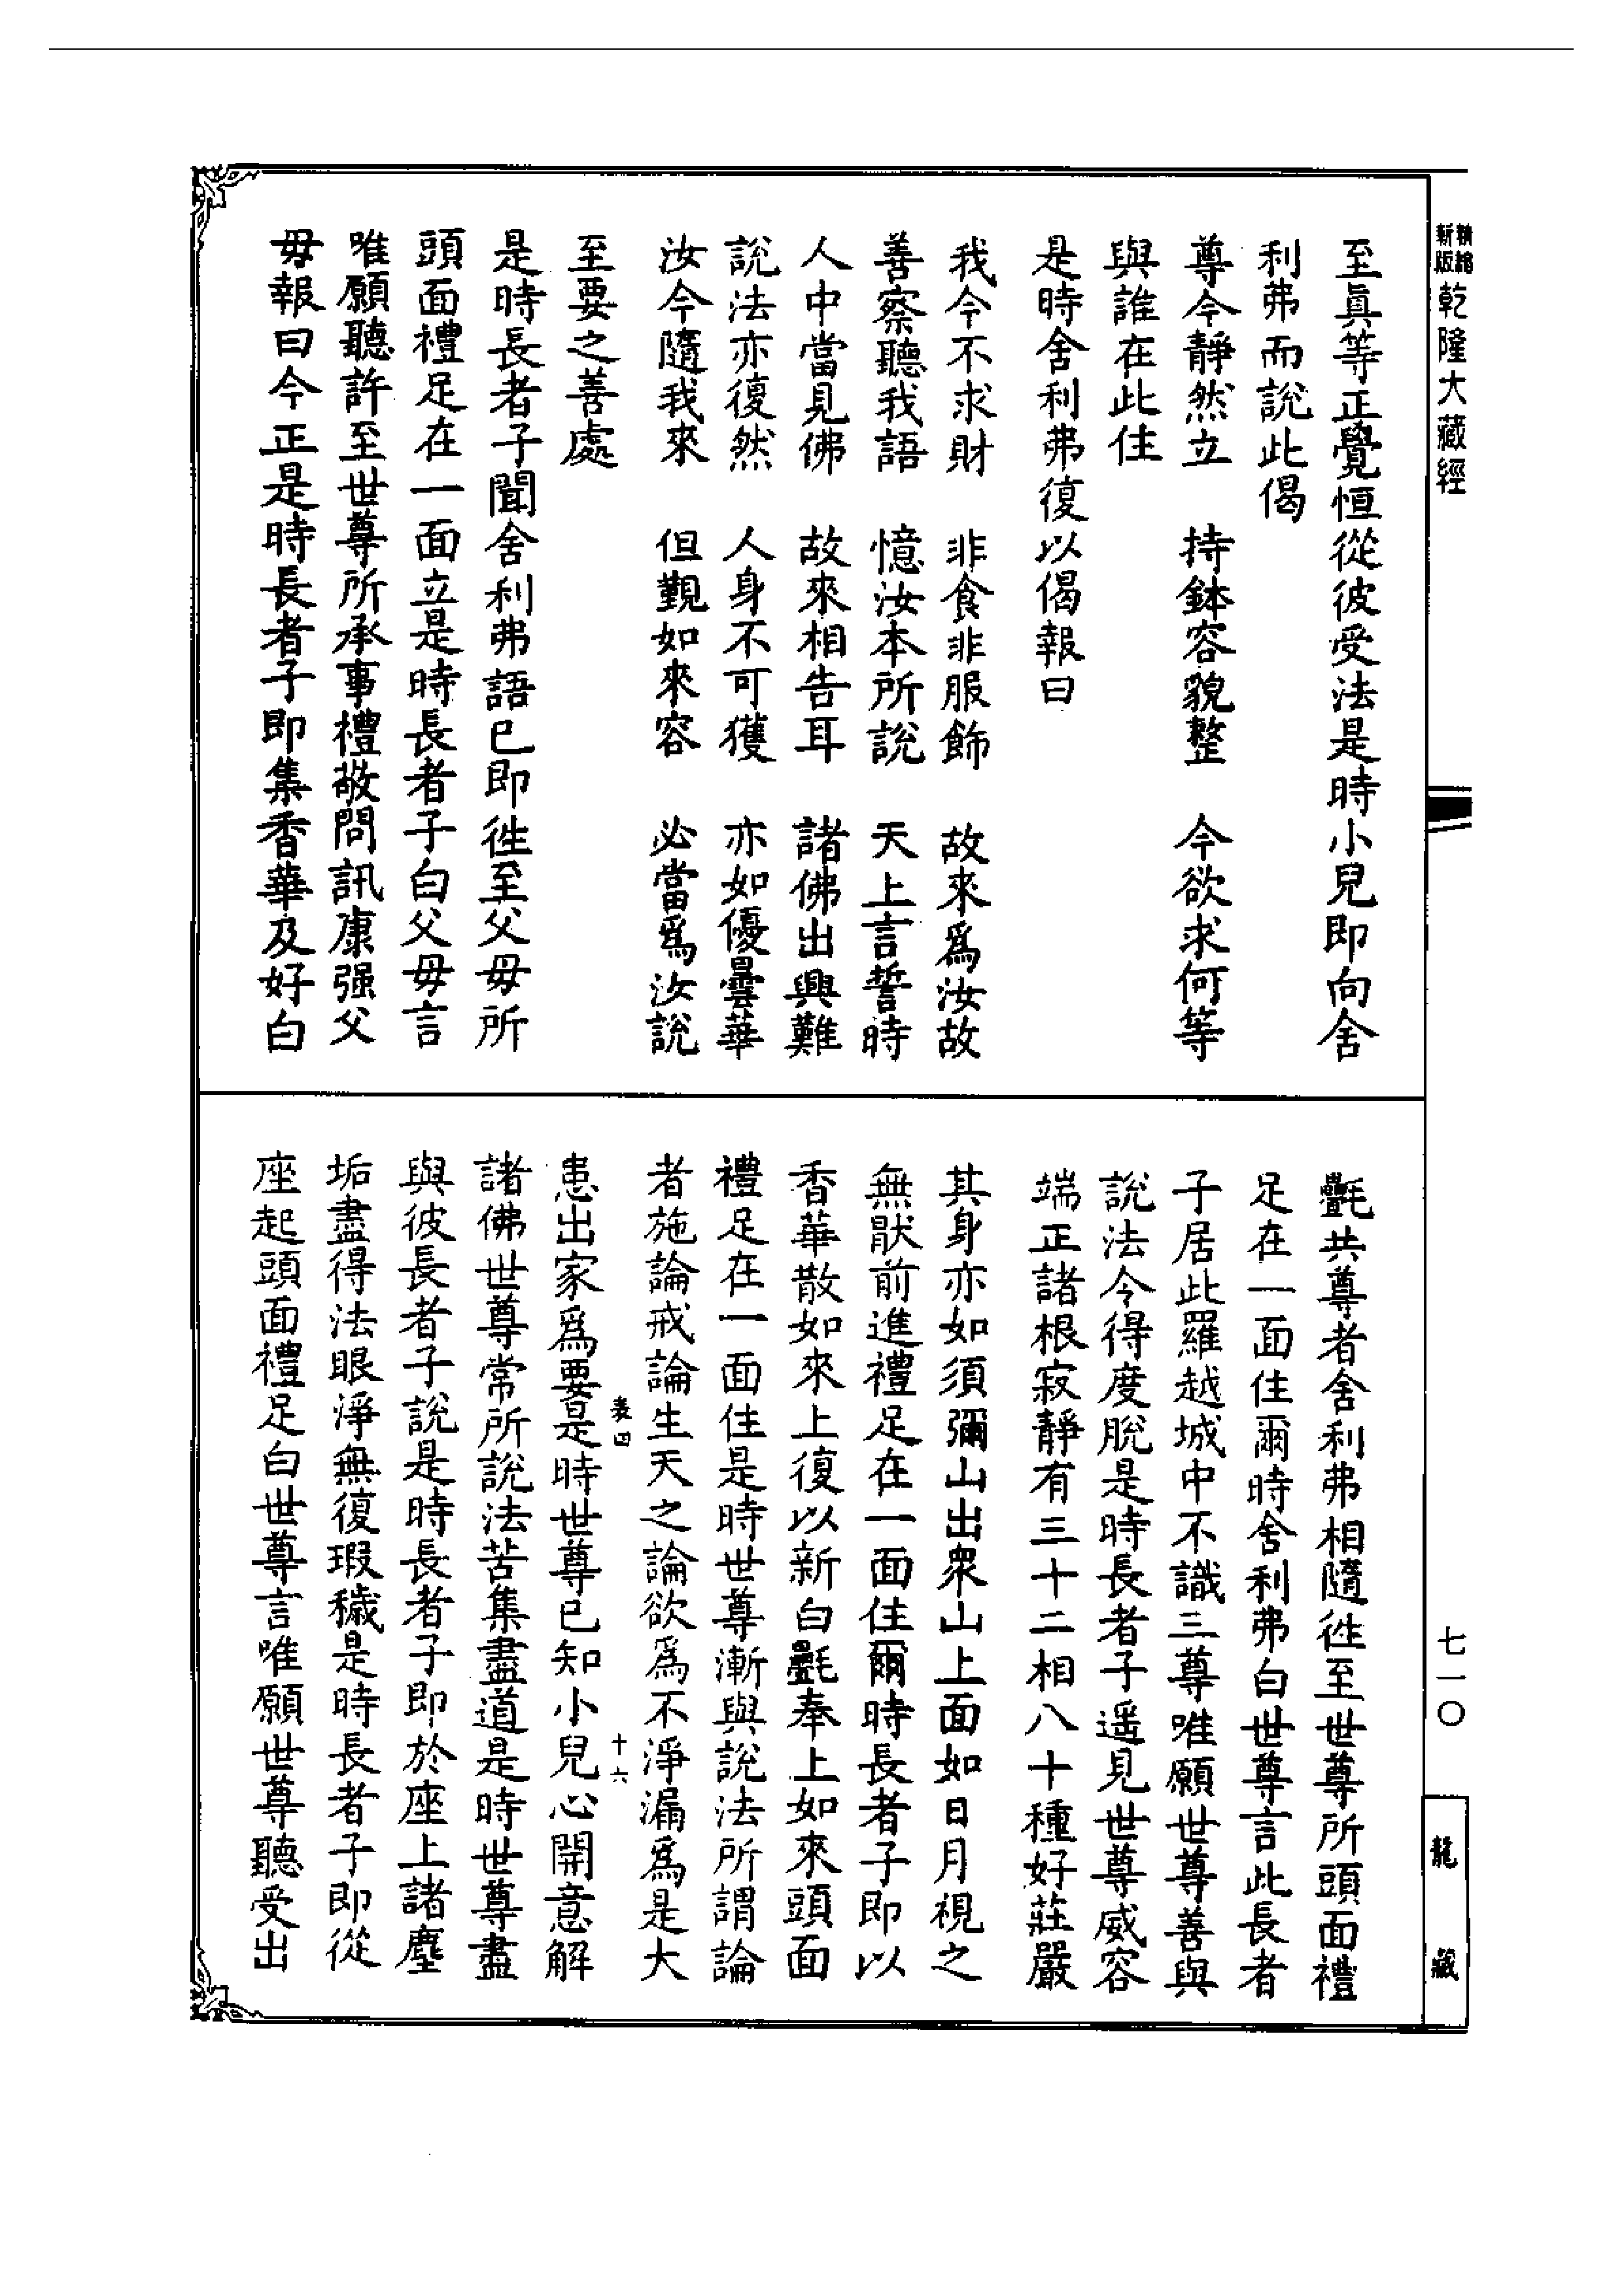 精縮
新版
乾隆大藏經
至眞等正覺恒從彼受法是時小兒即向舍
利弗而說此偈
尊今靜然立　持鉢容貌整　今欲求何等
與誰在此住
是時舍利弗復以偈報曰
我今不求財　非食非服飾　故來爲汝故
善察聽我語　憶汝本所說　天上言誓時
人中當見佛　故來相告耳　諸佛出興難
說法亦復然　人身不可獲　亦如優曇華
汝今隨我來　但覲如來容　必當爲汝說
至要之善處
是時長者子聞舍利弗語已即往至父母所
頭面禮足在一面立是時長者子白父母言
唯願聽許至世尊所承事禮敬問訊康强父
母報曰今正是時長者子即集香華及好白
氎共尊者舍利弗相隨往至世尊所頭面禮
足在一面住爾時舍利弗白世尊言此長者
子居此羅越城中不識三尊唯願世尊善與
說法令得度脫是時長者子遥見世尊威容
端正諸根寂靜有三十二相八十種好莊嚴
其身亦如須彌山出衆山上面如日月視之
無猒前進禮足在一面住爾時長者子即以
香華散如來上復以新白氎奉上如來頭面
禮足在一面住是時世尊漸與說法所謂論
者施論戒論生天之論欲爲不淨漏爲是大
患出家爲要是時世尊已知小兒心開意解
諸佛世尊常所說法苦集盡道是時世尊盡
與彼長者子說是時長者子即於座上諸塵
垢盡得法眼淨無復瑕穢是時長者子即從
座起頭面禮足白世尊言唯願世尊聽受出
十六
七一〇
龍藏